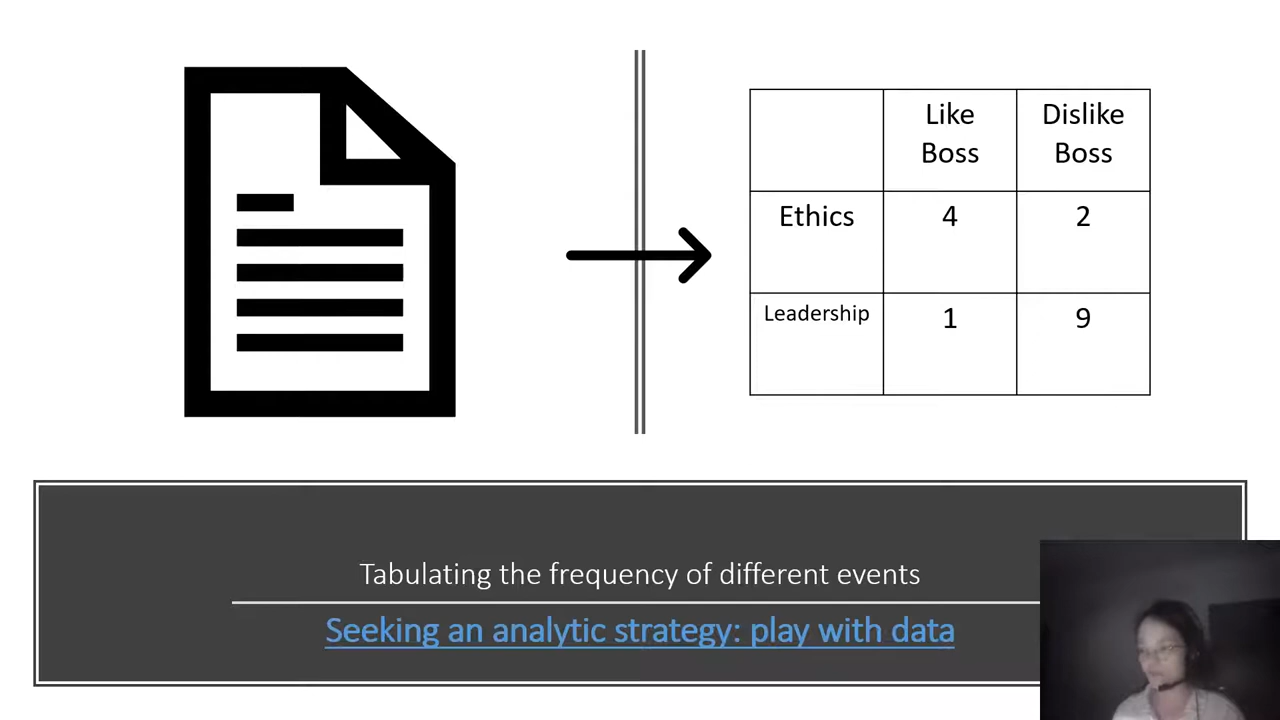 Like
Boss
Dislike
Boss
Ethics
4
2
Leadership
1
9
Tabulating the frequency of different events
Seeking an analytic strategy: play with data